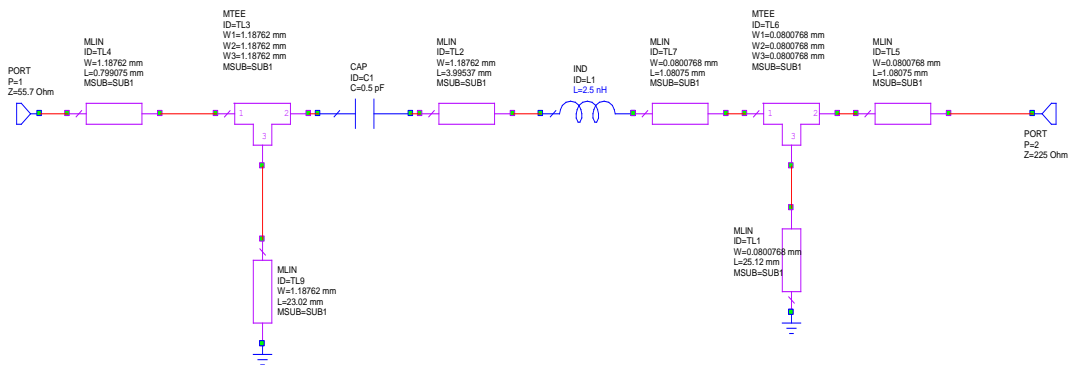 MTEE
ID=TL3
W1=1.18762 mm
W2=1.18762 mm
W3=1.18762 mm
MSUB=SUB1
MTEE
ID=TL6
W1=0.0800768 mm
W2=0.0800768 mm
W3=0.0800768 mm
MSUB=SUB1
MLIN
ID=TL4
W=1.18762 mm
L=0.799075 mm
MSUB=SUB1
MLIN
ID=TL2
W=1.18762 mm
L=3.99537 mm
MSUB=SUB1
MLIN
ID=TL7
W=0.0800768 mm
L=1.08075 mm
MSUB=SUB1
MLIN
ID=TL5
W=0.0800768 mm
L=1.08075 mm
MSUB=SUB1
PORT
P=1
Z=55.7 Ohm
CAP
ID=C1
C=0.5 pF
IND
ID=L1
L=2.5 nH
1
2
3
1
2
3
PORT
P=2
Z=225 Ohm
MLIN
ID=TL1
W=0.0800768 mm
L=25.12 mm
MSUB=SUB1
MLIN
ID=TL9
W=1.18762 mm
L=23.02 mm
MSUB=SUB1